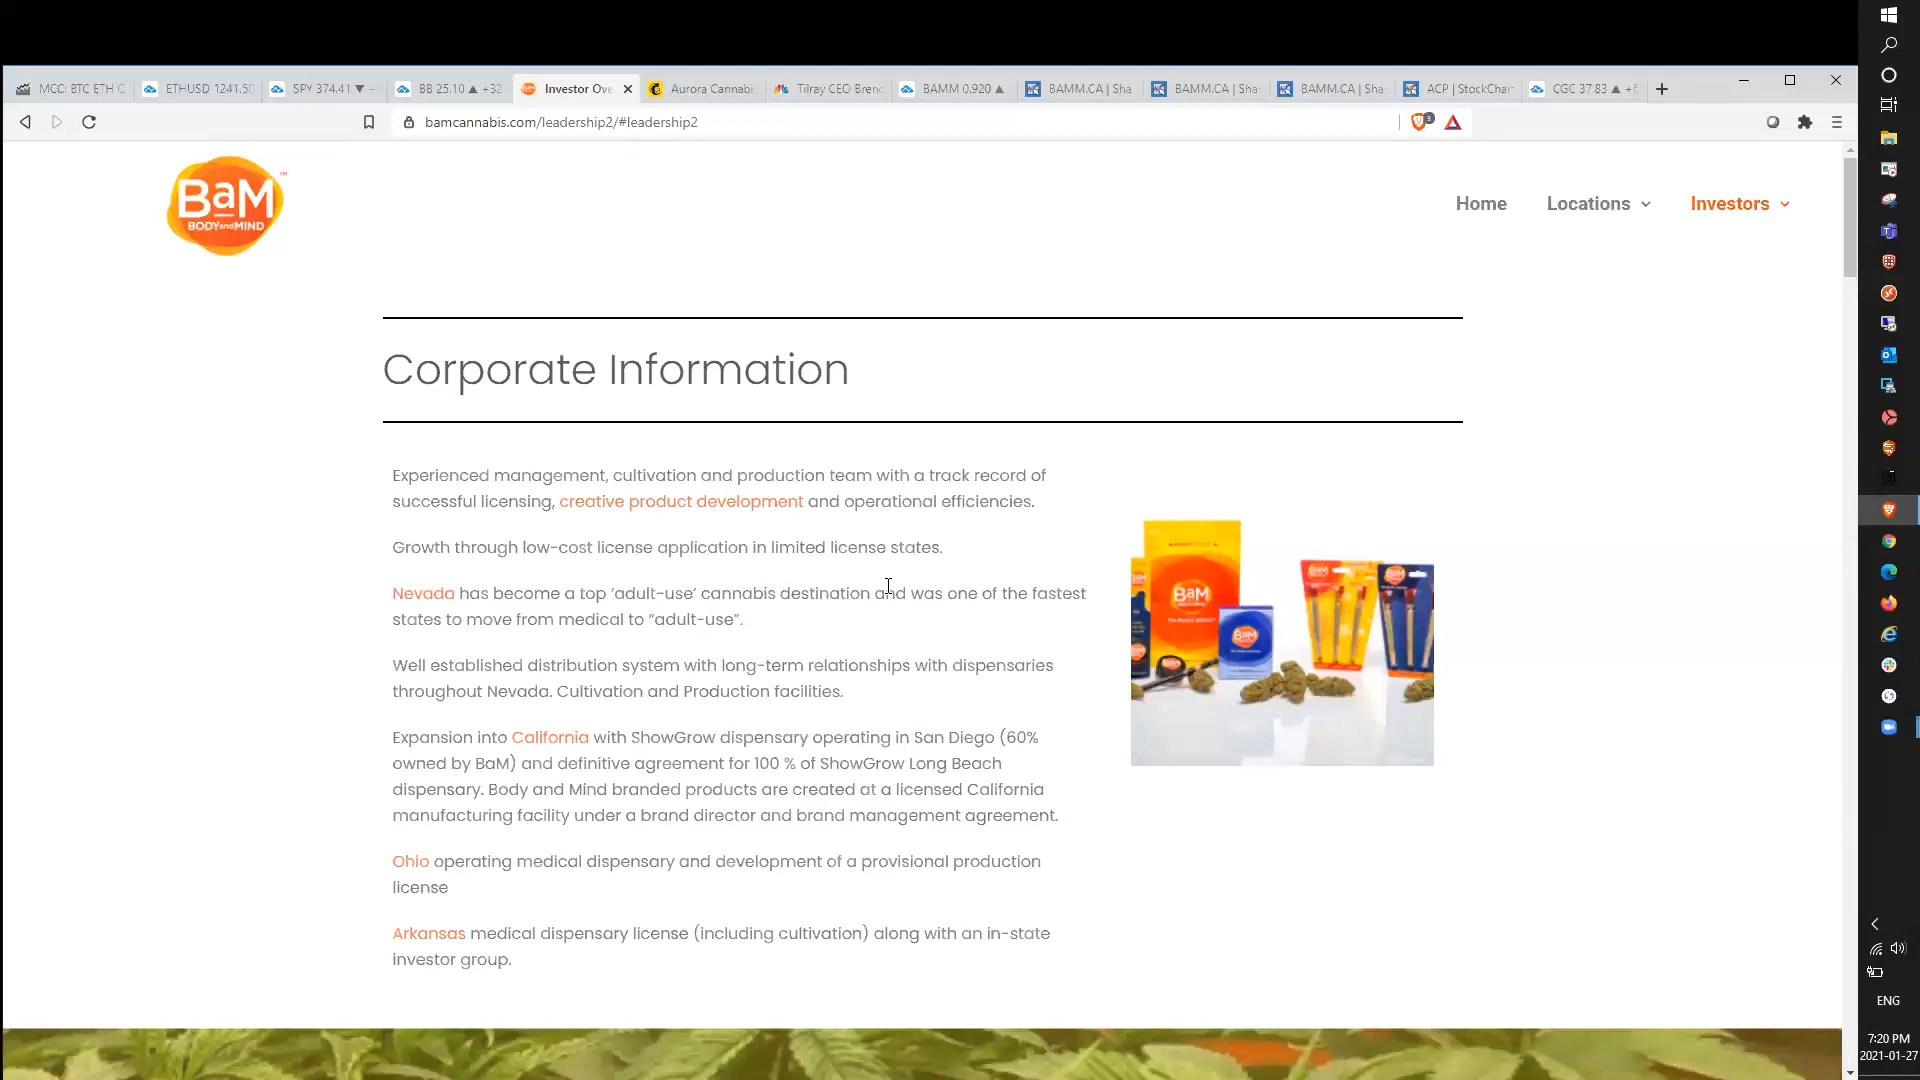 MCC: BTC ETH C
ETHUSD 1241.50
SPY 374.41 ▼ −
BB 25.10 ▲ +32
Investor Ove
Aurora Cannabi
Tilray CEO Bren
BAMM 0.920 ▲
BAMM.CA | Sha
BAMM.CA | Sha
BAMM.CA | Sha
ACP | StockChar
CGC 37.83 ▲ +
bamcannabis.com/leadership2/#leadership2
3
BaM
BODYandMIND
™
Home
Locations
Investors
Corporate Information
Experienced management, cultivation and production team with a track record of
successful licensing, creative product development and operational efficiencies.
Growth through low-cost license application in limited license states.
Nevada has become a top ‘adult-use’ cannabis destination and was one of the fastest
states to move from medical to “adult-use”.
Well established distribution system with long-term relationships with dispensaries
throughout Nevada. Cultivation and Production facilities.
Expansion into California with ShowGrow dispensary operating in San Diego (60%
owned by BaM) and definitive agreement for 100 % of ShowGrow Long Beach
dispensary. Body and Mind branded products are created at a licensed California
manufacturing facility under a brand director and brand management agreement.
Ohio operating medical dispensary and development of a provisional production
license
Arkansas medical dispensary license (including cultivation) along with an in-state
investor group.
BaM
BaM
ENG
7:20 PM
2021-01-27